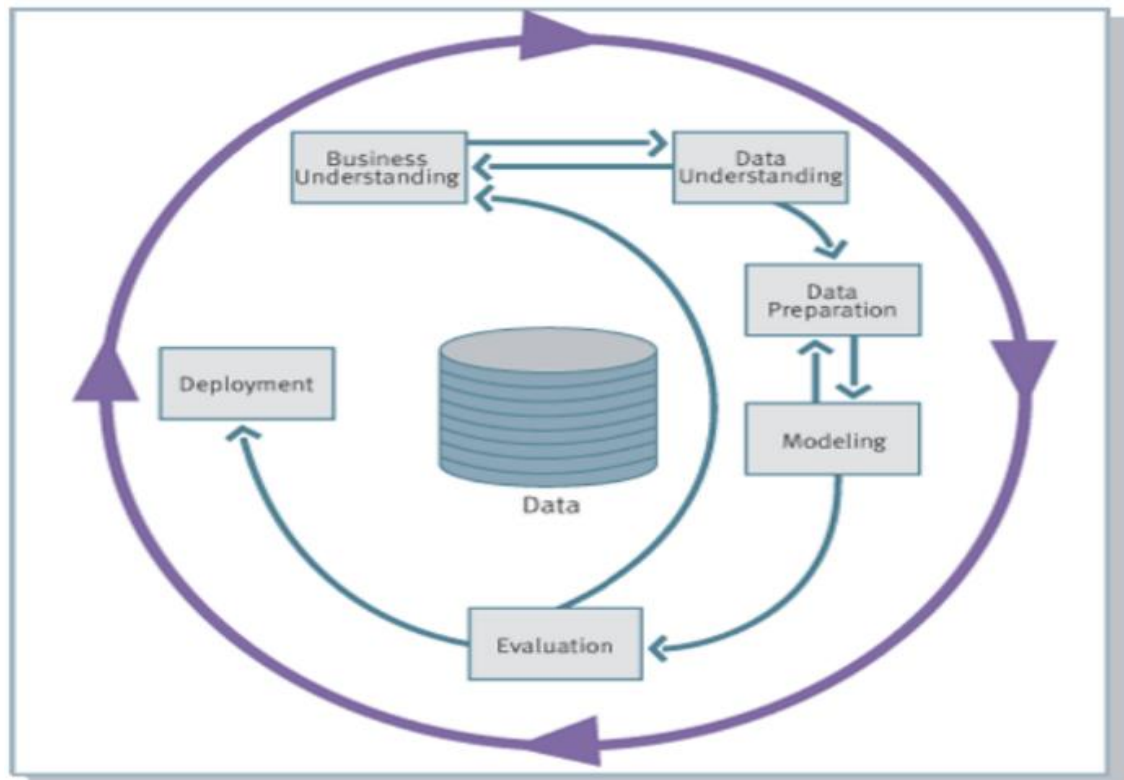 Business
Understanding
Data
Understanding
Data
Preparation
Deployment
Modeling
Data
Evaluation